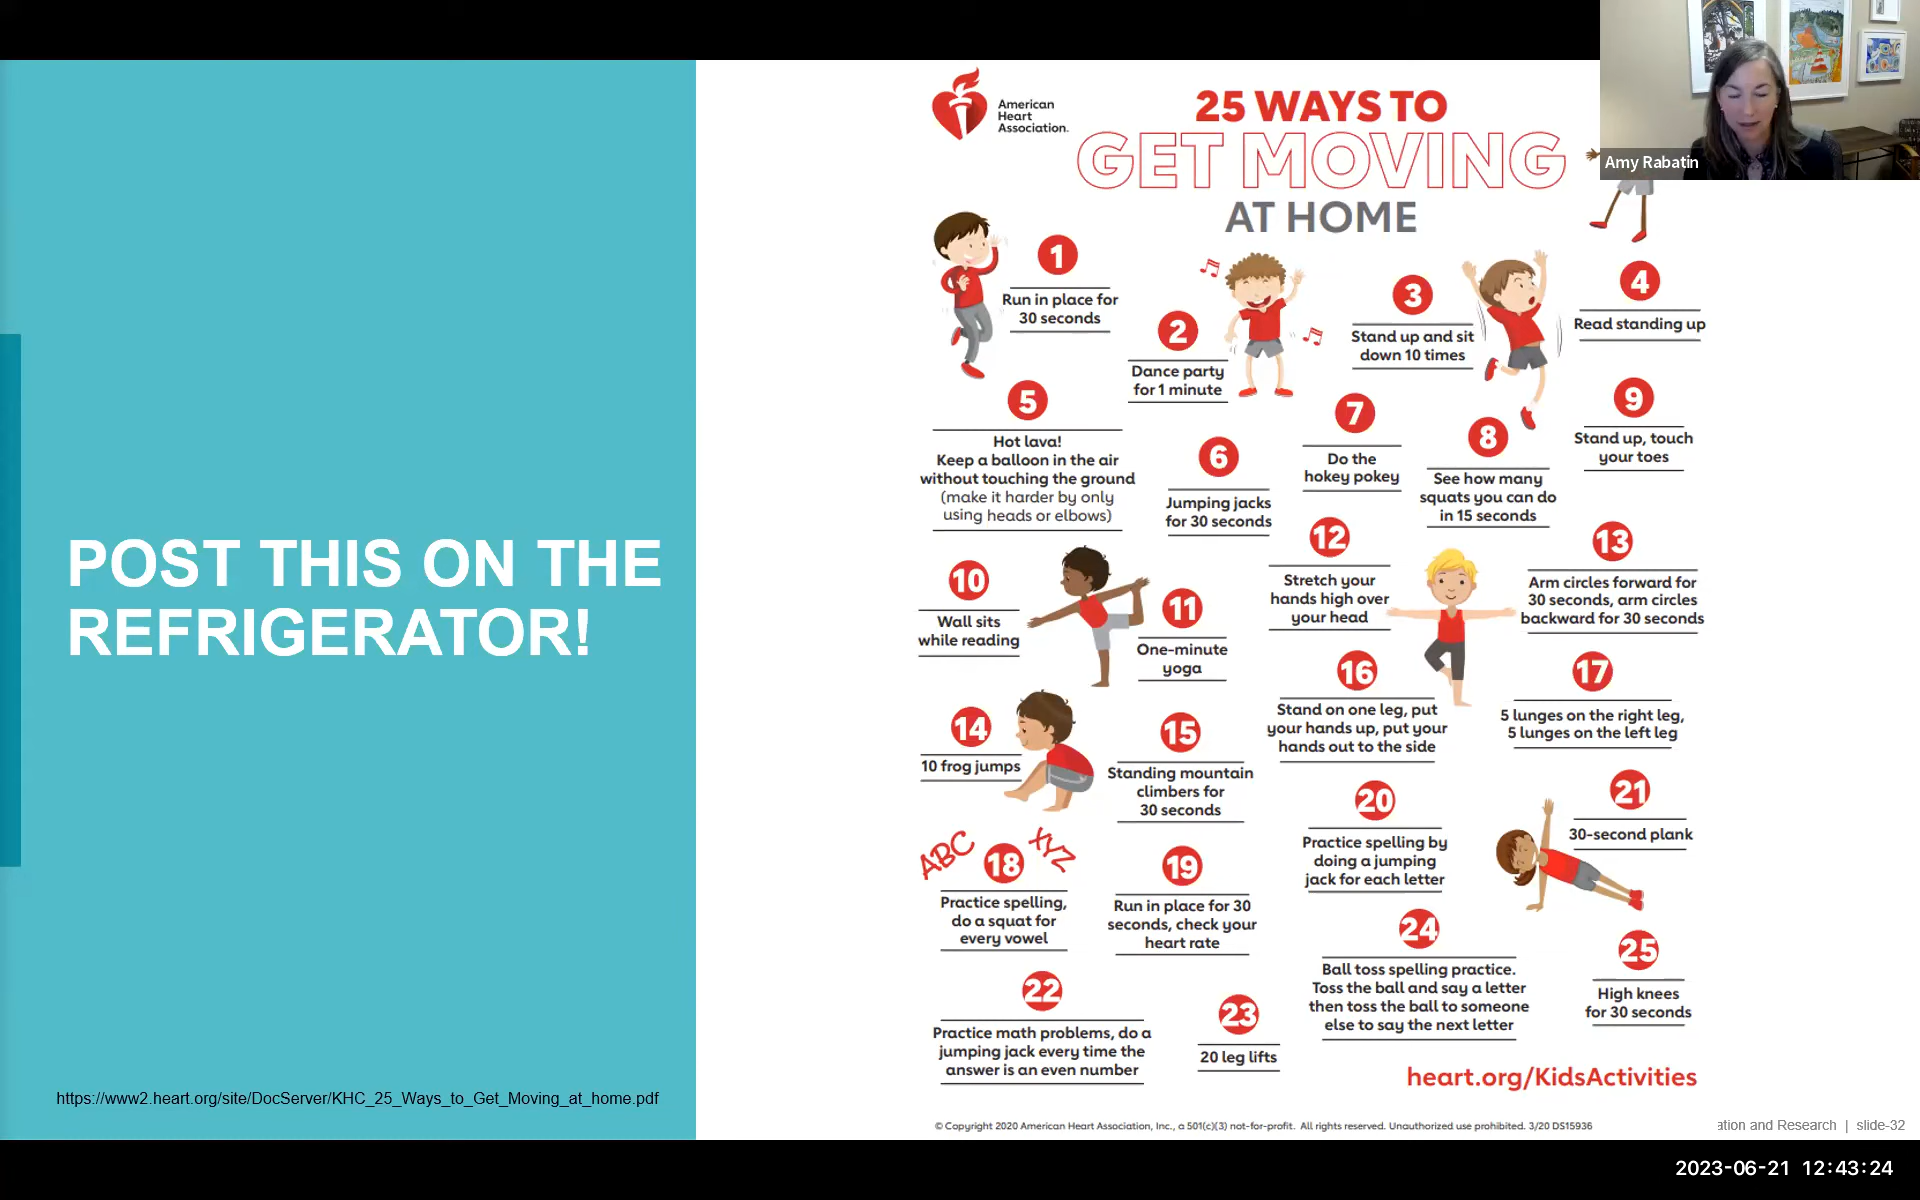 POST THIS ON THE
REFRIGERATOR!
https://www2.heart.org/site/DocServer/KHC_25_Ways_to_Get_Moving_at_home.pdf
American
Heart
Association.
25 WAYS TO
GET MOVING
AT HOME
Amy Rabatin
1
Run in place for
30 seconds
2
Dance party
for 1 minute
3
Stand up and sit
down 10 times
4
Read standing up
5
Hot lava!
Keep a balloon in the air
without touching the ground
(make it harder by only
using heads or elbows)
6
Jumping jacks
for 30 seconds
7
Do the
hokey pokey
8
See how many
squats you can do
in 15 seconds
9
Stand up, touch
your toes
10
Wall sits
while reading
11
One-minute
yoga
12
Stretch your
hands high over
your head
13
Arm circles forward for
30 seconds, arm circles
backward for 30 seconds
14
10 frog jumps
15
Standing mountain
climbers for
30 seconds
16
Stand on one leg, put
your hands up, put your
hands out to the side
17
5 lunges on the right leg,
5 lunges on the left leg
ABC
18
XYZ
Practice spelling,
do a squat for
every vowel
19
Run in place for 30
seconds, check your
heart rate
20
Practice spelling by
doing a jumping
jack for each letter
21
30-second plank
22
Practice math problems, do a
jumping jack every time the
answer is an even number
23
20 leg lifts
24
Ball toss spelling practice.
Toss the ball and say a letter
then toss the ball to someone
else to say the next letter
25
High knees
for 30 seconds
heart.org/KidsActivities
© Copyright 2020 American Heart Association, Inc., a 501(c)(3) not-for-profit. All rights reserved. Unauthorized use prohibited. 3/20 DS15936
ation and Research | slide-32
2023-06-21 12:43:24